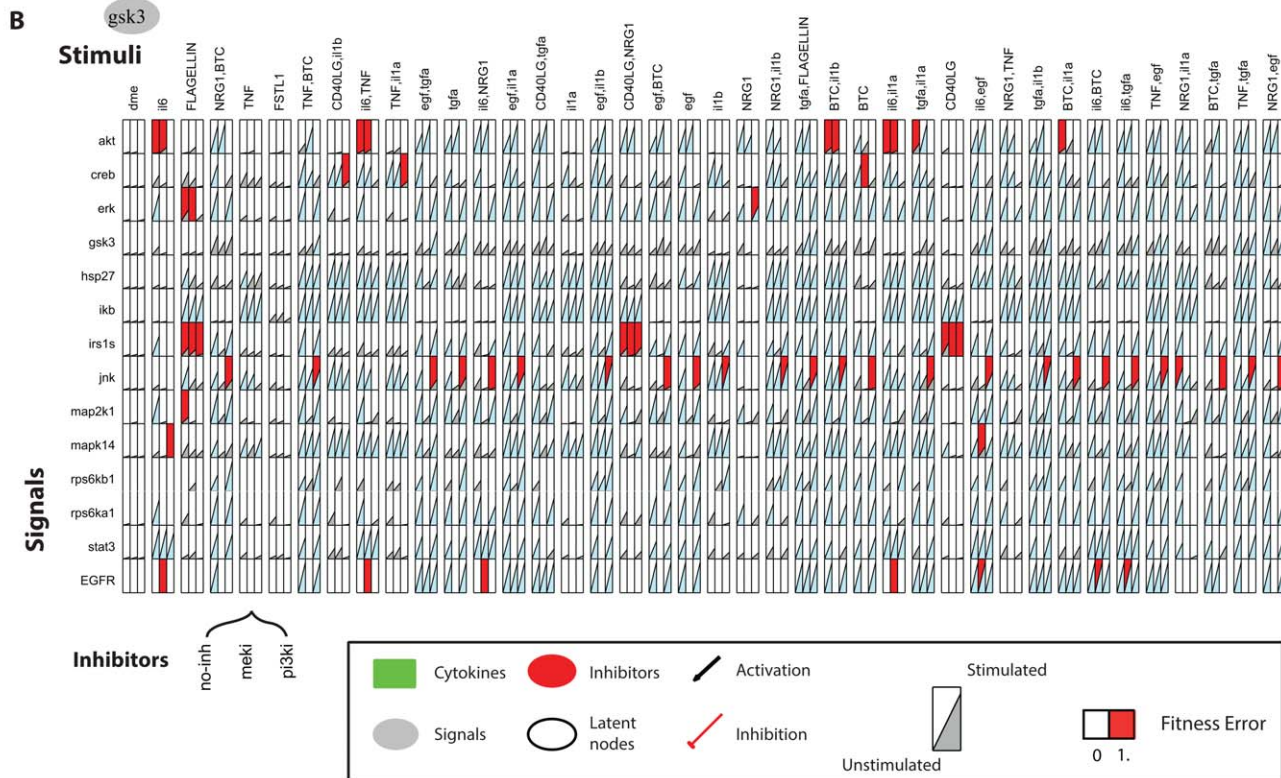 B
gsk3
Stimuli
dme
il6
FLAGELLIN
NRG1,BTC
TNF
FSTL1
TNF,BTC
CD40LG,il1b
il6,TNF
TNF,il1a
egf,tgfa
tgfa
il6,NRG1
egf,il1a
CD40LG,tgfa
il1a
egf,il1b
CD40LG,NRG1
egf,BTC
egf
il1b
NRG1
NRG1,il1b
tgfa,FLAGELLIN
BTC,il1b
BTC
il6,il1a
tgfa,il1a
CD40LG
il6,egf
NRG1,TNF
tgfa,il1b
BTC,il1a
il6,BTC
il6,tgfa
TNF,egf
NRG1,il1a
BTC,tgfa
TNF,tgfa
NRG1,egf
Signals
akt
creb
erk
gsk3
hsp27
ikb
irs1s
jnk
map2k1
mapk14
rps6kb1
rps6ka1
stat3
EGFR
Inhibitors
no-inh
meki
pi3ki
Cytokines
Inhibitors
Activation
Stimulated
Signals
Latent
nodes
Inhibition
Unstimulated
Fitness Error
0 1.